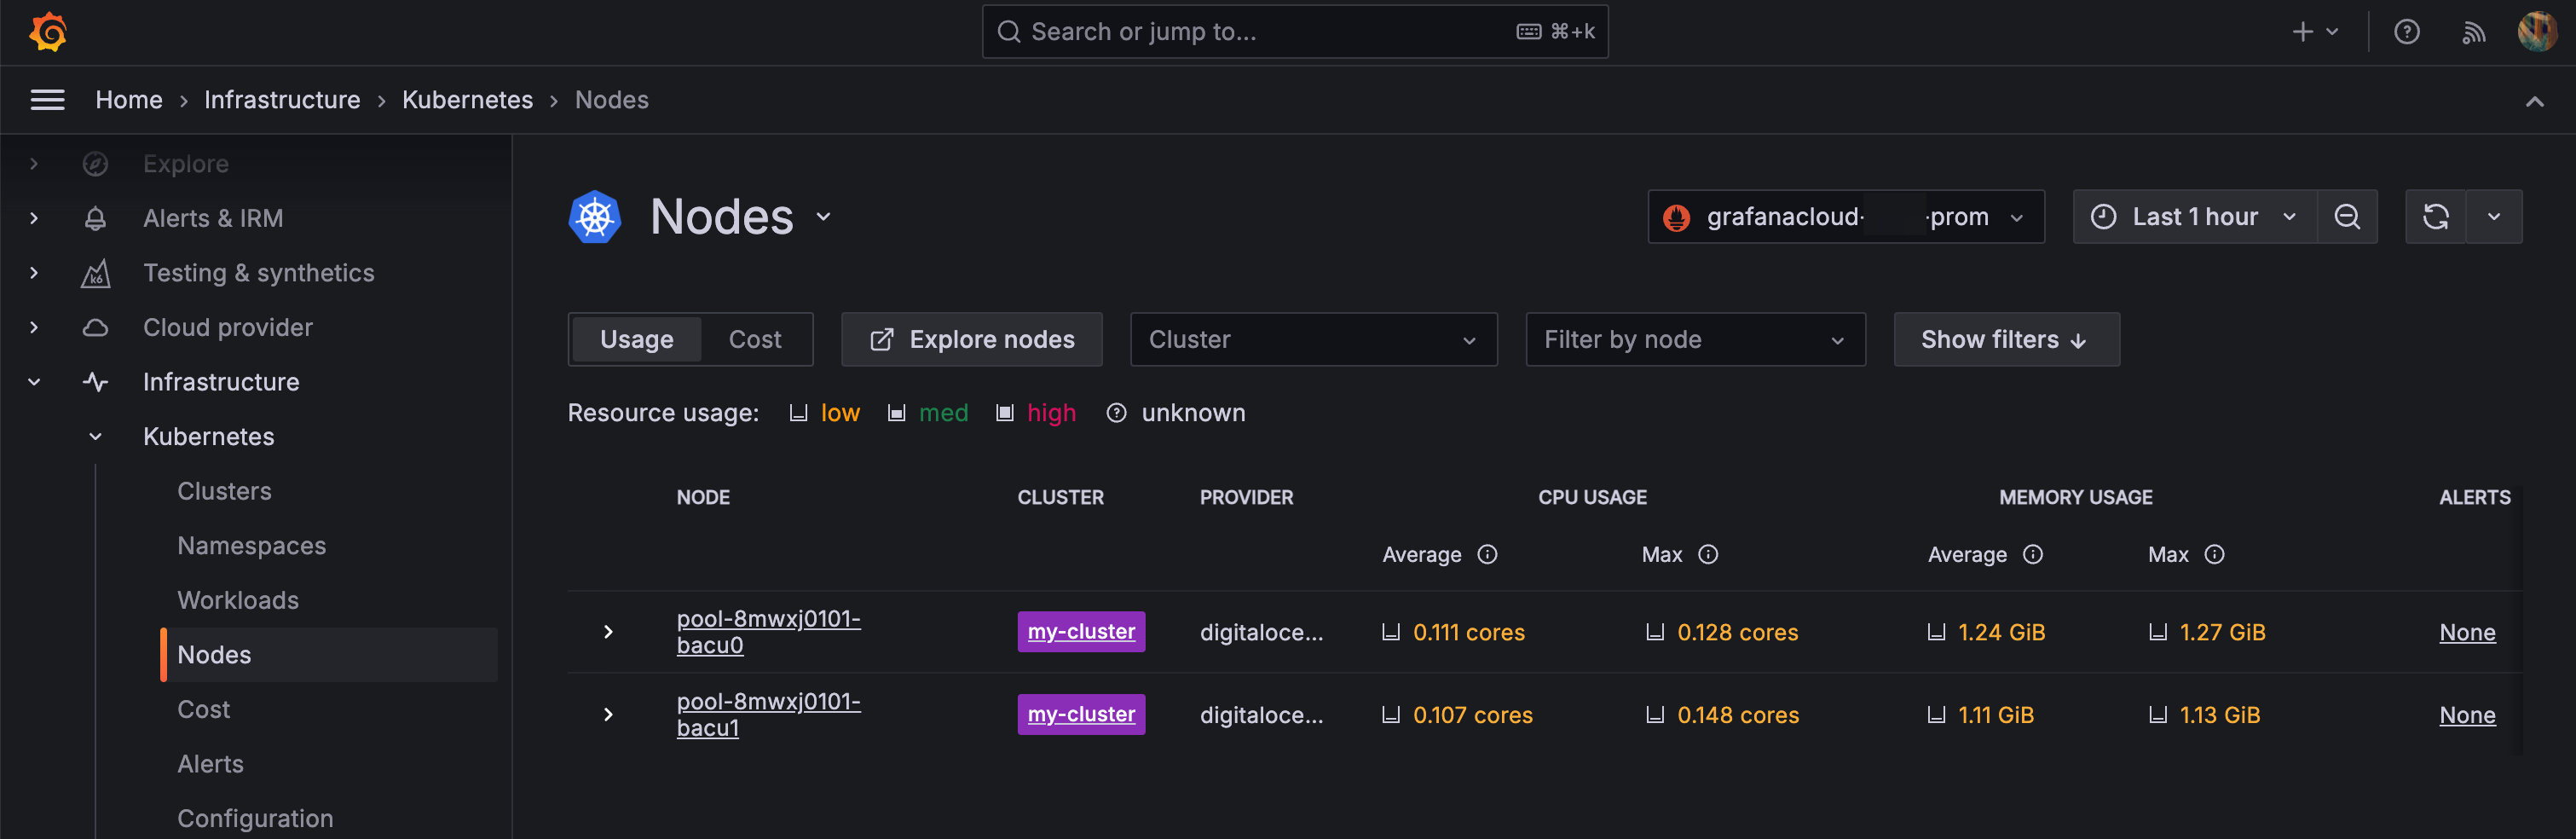 Search or jump to... ⌘+k
Home › Infrastructure › Kubernetes › Nodes
Explore
Alerts & IRM
Testing & synthetics
Cloud provider
Infrastructure
Kubernetes
Clusters
Namespaces
Workloads
Nodes
Cost
Alerts
Configuration
k6
Nodes
grafanacloud- -prom
Last 1 hour
Usage Cost Explore nodes Cluster Filter by node Show filters ↓
Resource usage: low med high unknown
NODE CLUSTER PROVIDER CPU USAGE MEMORY USAGE ALERTS
Average Max Average Max
pool-8mwxj0101-
bacu0
my-cluster digitaloce... 0.111 cores 0.128 cores 1.24 GiB 1.27 GiB None
pool-8mwxj0101-
bacu1
my-cluster digitaloce... 0.107 cores 0.148 cores 1.11 GiB 1.13 GiB None